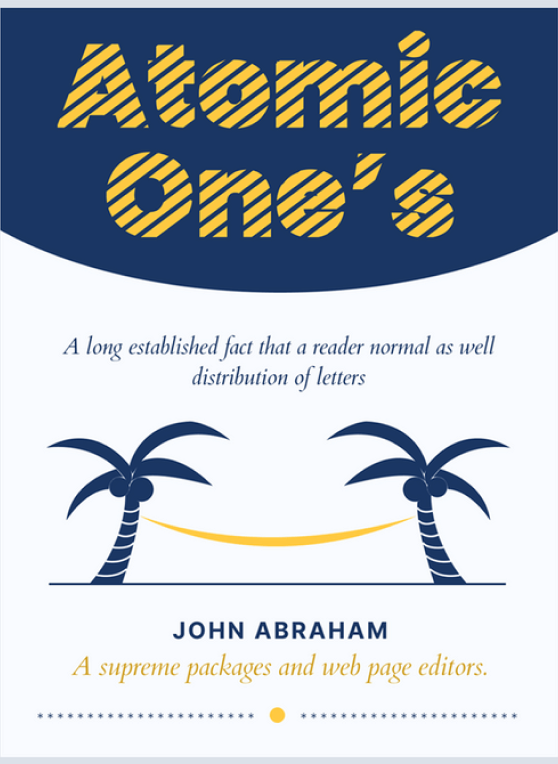 Atomic
One's
A long established fact that a reader normal as well
distribution of letters
JOHN ABRAHAM
A supreme packages and web page editors.